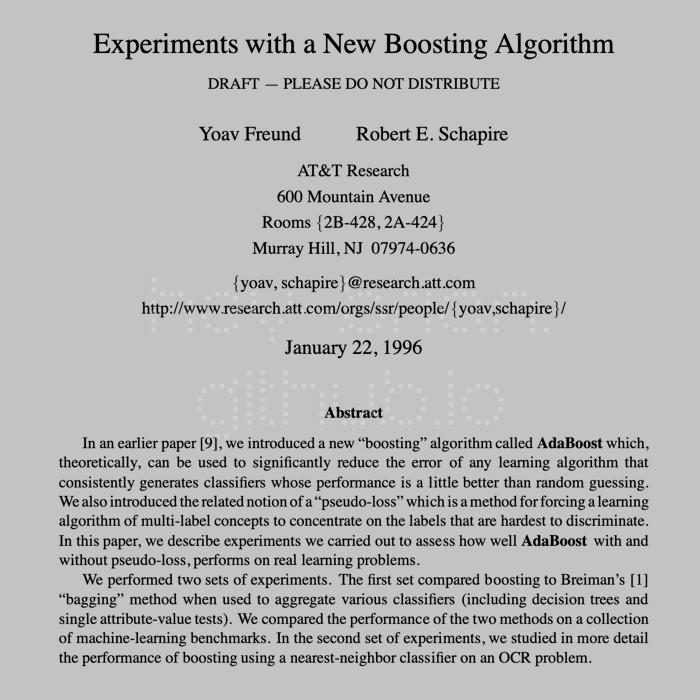 Experiments with a New Boosting Algorithm
DRAFT — PLEASE DO NOT DISTRIBUTE
Yoav Freund Robert E. Schapire
AT&T Research
600 Mountain Avenue
Rooms {2B-428, 2A-424}
Murray Hill, NJ 07974-0636
{yoav, schapire}@research.att.com
http://www.research.att.com/orgs/ssr/people/{yoav,schapire}/
January 22, 1996
github.io
Abstract
In an earlier paper [9], we introduced a new “boosting” algorithm called AdaBoost which,
theoretically, can be used to significantly reduce the error of any learning algorithm that
consistently generates classifiers whose performance is a little better than random guessing.
We also introduced the related notion of a “pseudo-loss” which is a method for forcing a learning
algorithm of multi-label concepts to concentrate on the labels that are hardest to discriminate.
In this paper, we describe experiments we carried out to assess how well AdaBoost with and
without pseudo-loss, performs on real learning problems.
We performed two sets of experiments. The first set compared boosting to Breiman’s [1]
“bagging” method when used to aggregate various classifiers (including decision trees and
single attribute-value tests). We compared the performance of the two methods on a collection
of machine-learning benchmarks. In the second set of experiments, we studied in more detail
the performance of boosting using a nearest-neighbor classifier on an OCR problem.